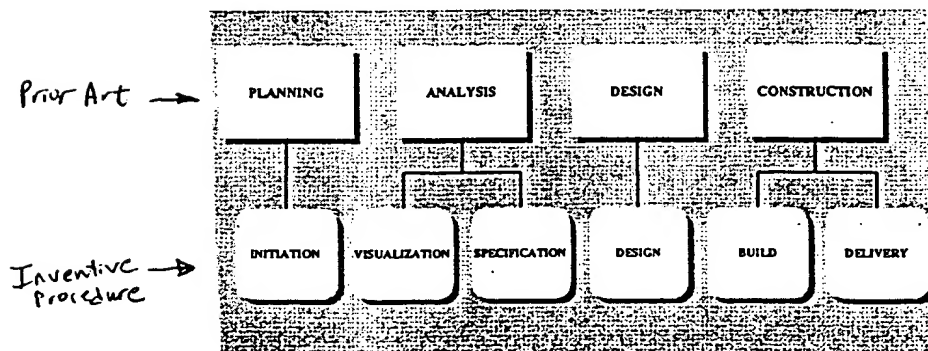 Prior Art →
PLANNING
ANALYSIS
DESIGN
CONSTRUCTION
Inventive →
Procedure
INITIATION
VISUALIZATION
SPECIFICATION
DESIGN
BUILD
DELIVERY